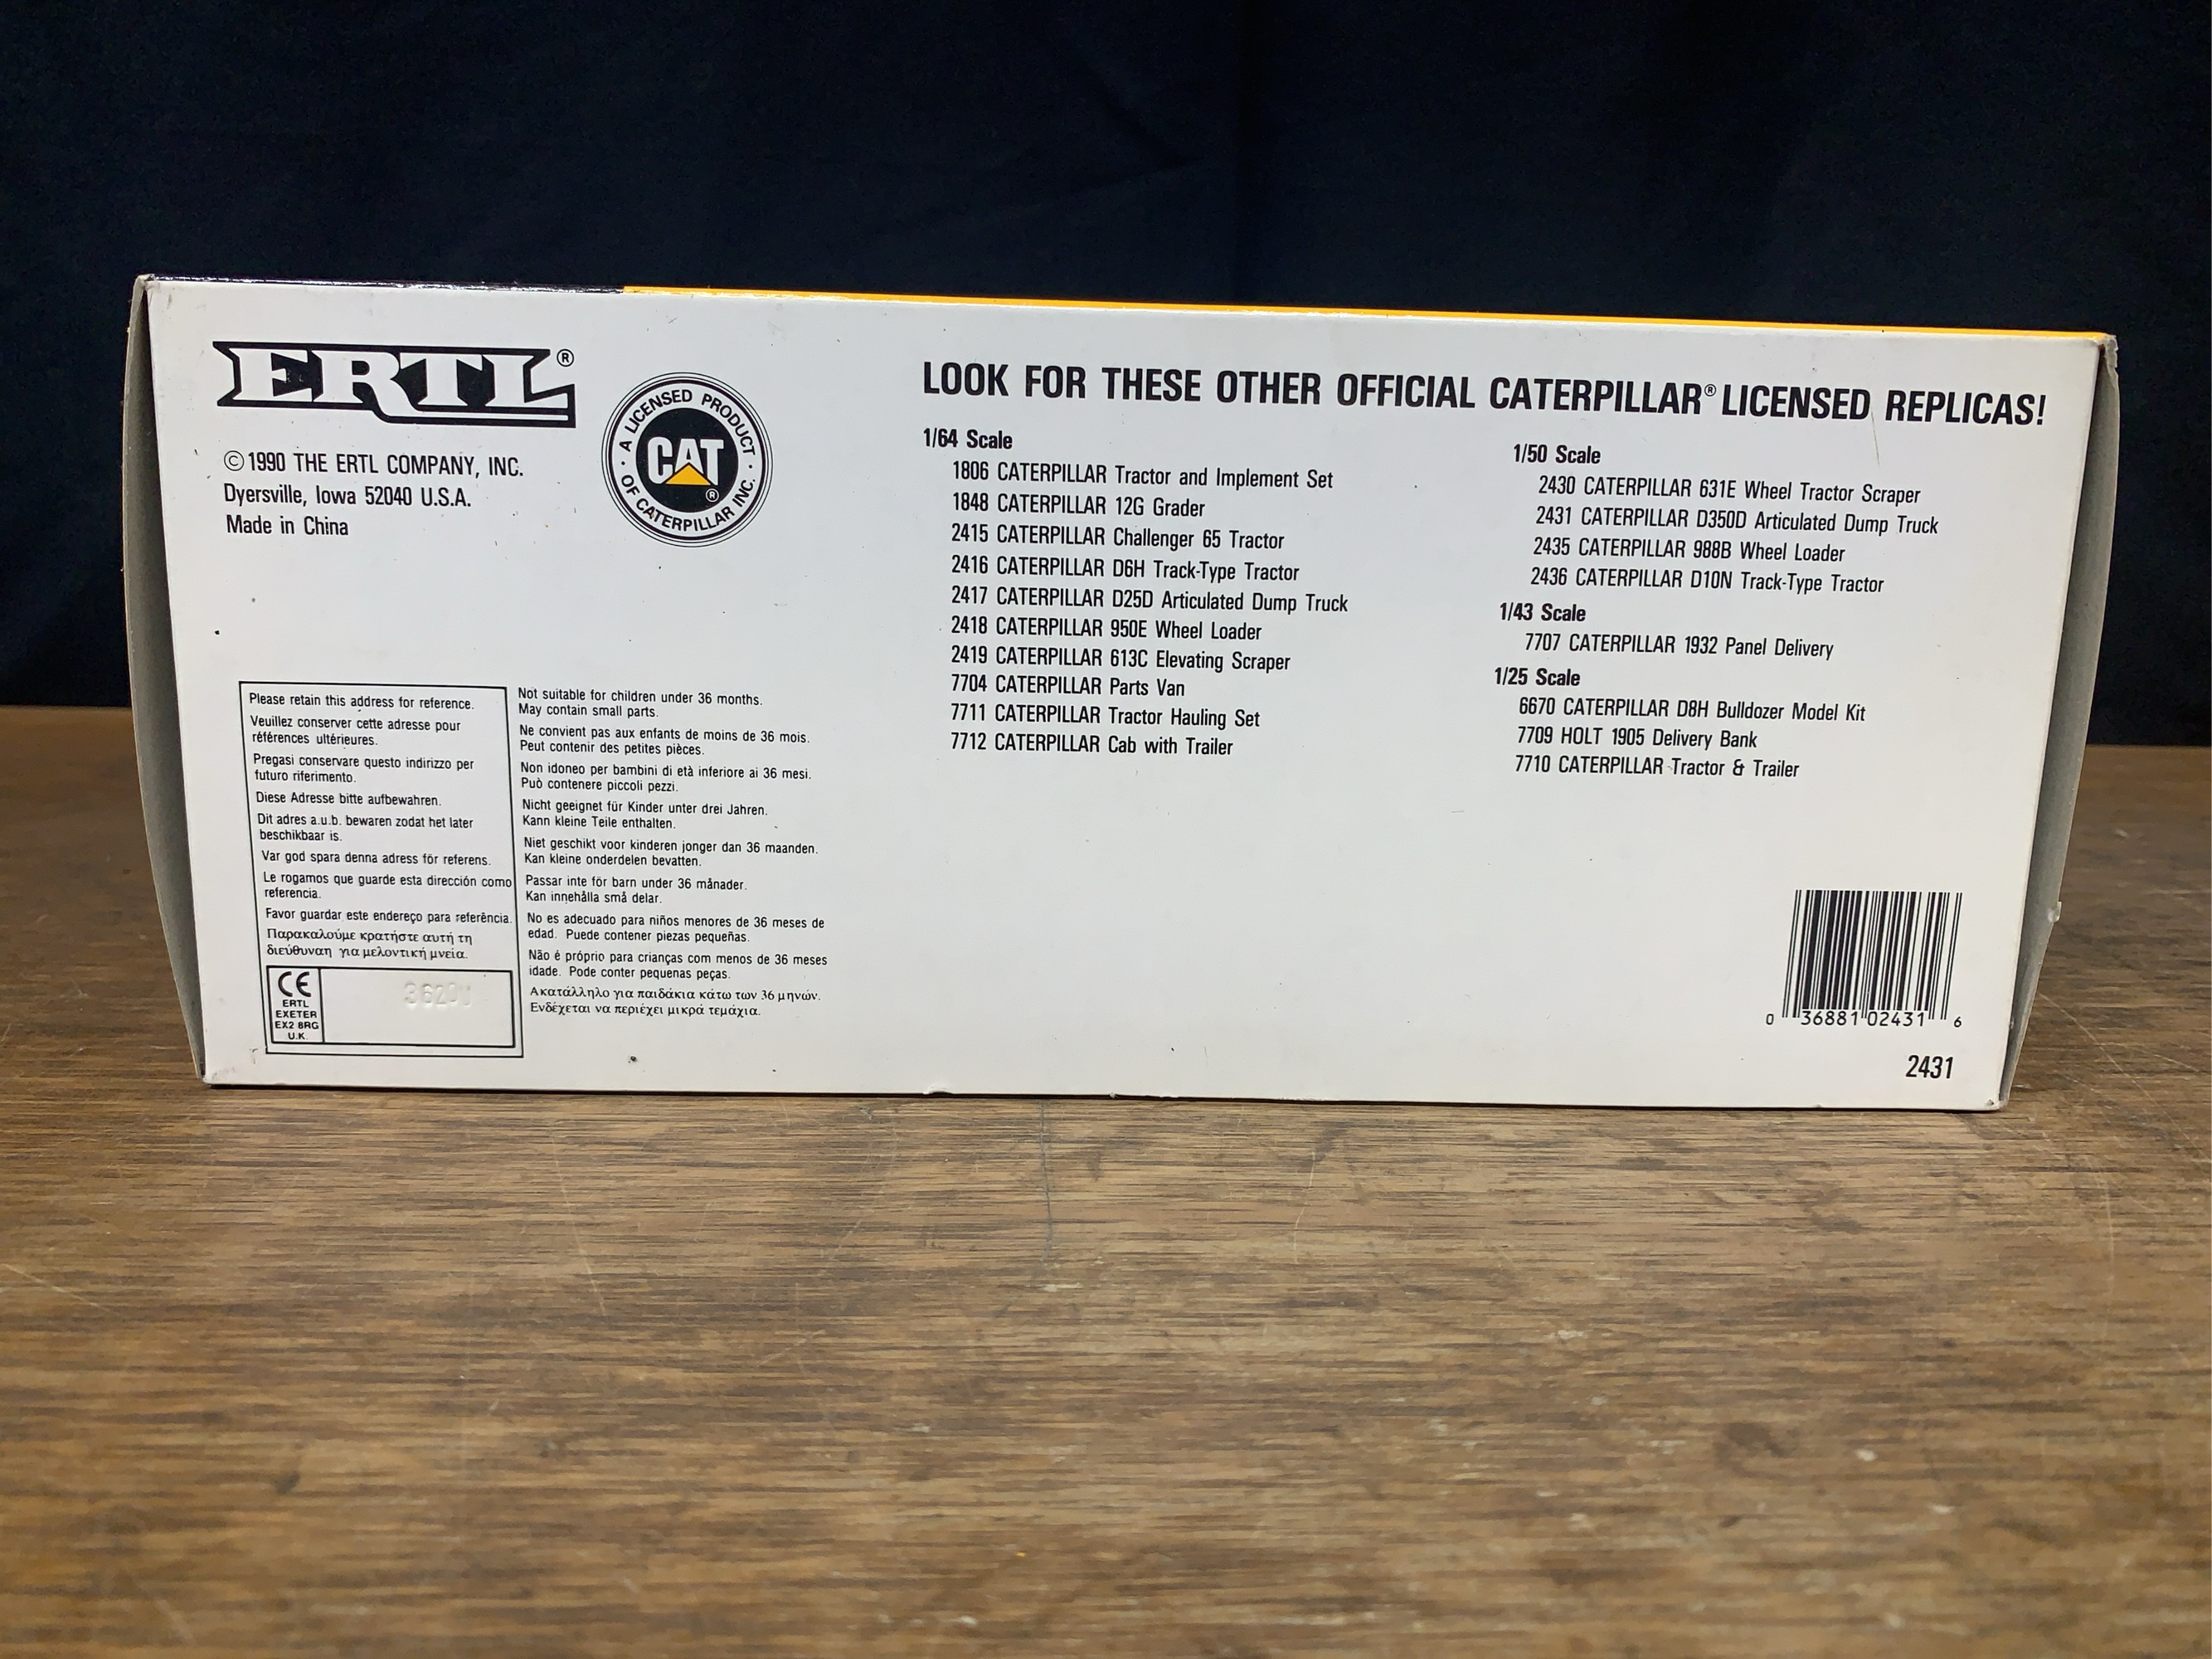 ERTL®
©1990 THE ERTL COMPANY, INC.
Dyersville, Iowa 52040 U.S.A.
Made in China
· A LICENSED PRODUCT ·
OF CATERPILLAR INC.
CAT®
LOOK FOR THESE OTHER OFFICIAL CATERPILLAR® LICENSED REPLICAS!
1/64 Scale
1806 CATERPILLAR Tractor and Implement Set
1848 CATERPILLAR 12G Grader
2415 CATERPILLAR Challenger 65 Tractor
2416 CATERPILLAR D6H Track-Type Tractor
2417 CATERPILLAR D25D Articulated Dump Truck
2418 CATERPILLAR 950E Wheel Loader
2419 CATERPILLAR 613C Elevating Scraper
7704 CATERPILLAR Parts Van
7711 CATERPILLAR Tractor Hauling Set
7712 CATERPILLAR Cab with Trailer
1/50 Scale
2430 CATERPILLAR 631E Wheel Tractor Scraper
2431 CATERPILLAR D350D Articulated Dump Truck
2435 CATERPILLAR 988B Wheel Loader
2436 CATERPILLAR D10N Track-Type Tractor
1/43 Scale
7707 CATERPILLAR 1932 Panel Delivery
1/25 Scale
6670 CATERPILLAR D8H Bulldozer Model Kit
7709 HOLT 1905 Delivery Bank
7710 CATERPILLAR Tractor & Trailer
Please retain this address for reference.
Veuillez conserver cette adresse pour
références ultérieures.
Pregasi conservare questo indirizzo per
futuro riferimento.
Diese Adresse bitte aufbewahren.
Dit adres a.u.b. bewaren zodat het later
beschikbaar is.
Var god spara denna adress för referens.
Le rogamos que guarde esta dirección como
referencia.
Favor guardar este endereço para referência.
Παρακαλούμε κρατήστε αυτή τη
διεύθυναη για μελοντική μνεία.
CE
ERTL
EXETER
EX2 8RG
U.K.
Not suitable for children under 36 months.
May contain small parts.
Ne convient pas aux enfants de moins de 36 mois.
Peut contenir des petites pièces.
Non idoneo per bambini di età inferiore ai 36 mesi.
Può contenere piccoli pezzi.
Nicht geeignet für Kinder unter drei Jahren.
Kann kleine Teile enthalten.
Niet geschikt voor kinderen jonger dan 36 maanden.
Kan kleine onderdelen bevatten.
Passar inte för barn under 36 månader.
Kan innehålla små delar.
No es adecuado para niños menores de 36 meses de
edad. Puede contener piezas pequeñas.
Não é próprio para crianças com menos de 36 meses
idade. Pode conter pequenas peças.
Ακατάλληλο για παιδάκια κάτω των 36 μηνών.
Ενδέχεται να περιέχει μικρά τεμάχια.
0 36881 02431 6
2431